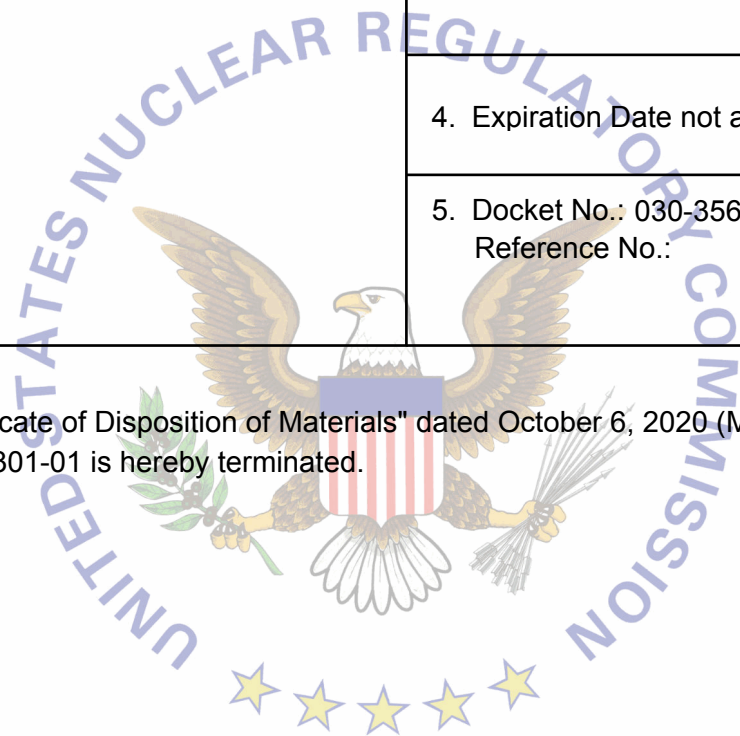 UNITED STATES NUCLEAR REGULATORY COMMISSION
4. Expiration Date not a
5. Docket No.: 030-356
Reference No.:
cate of Disposition of Materials" dated October 6, 2020 (M
301-01 is hereby terminated.